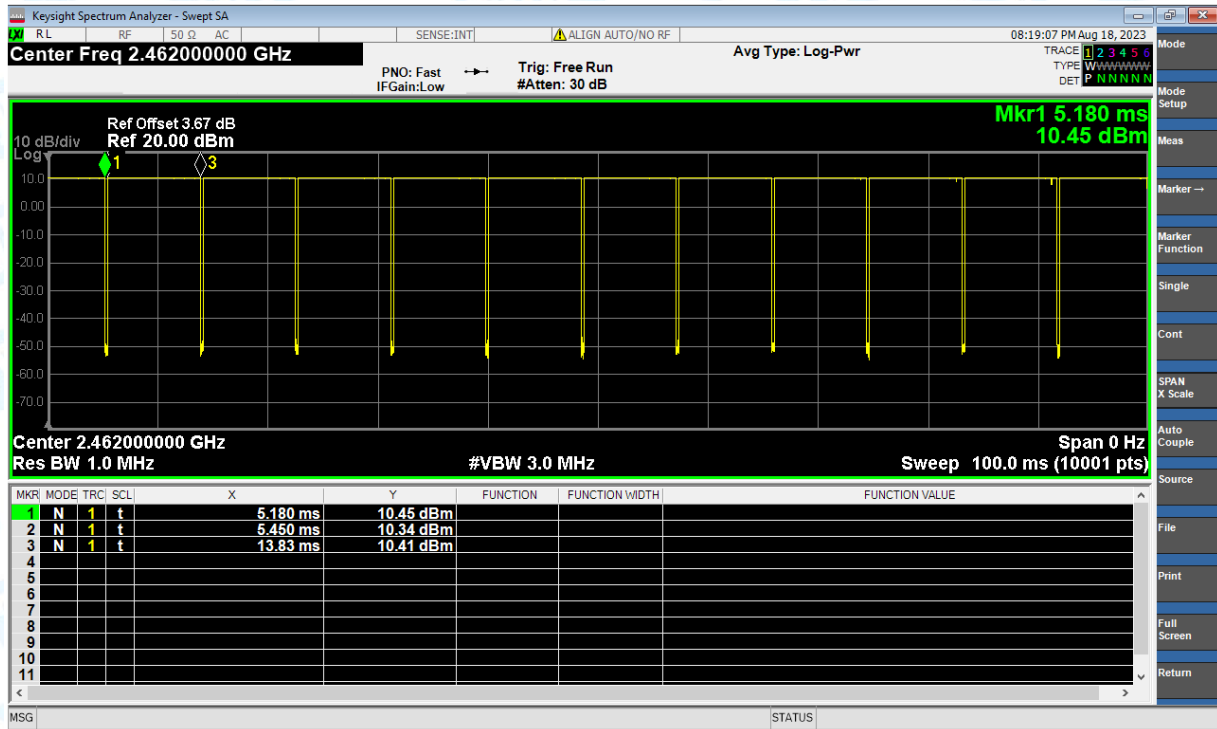 Keysight Spectrum Analyzer - Swept SA
LXI RL RF 50 Ω AC SENSE:INT ALIGN AUTO/NO RF 08:19:07 PM Aug 18, 2023
Center Freq 2.462000000 GHz
PNO: Fast
IFGain:Low
Trig: Free Run
#Atten: 30 dB
Avg Type: Log-Pwr
TRACE 1 2 3 4 5 6
TYPE WWWWWW
DET P N N N N N
Mkr1 5.180 ms
10.45 dBm
Ref Offset 3.67 dB
10 dB/div Ref 20.00 dBm
Log
1
3
10.0
0.00
-10.0
-20.0
-30.0
-40.0
-50.0
-60.0
-70.0
Center 2.462000000 GHz Span 0 Hz
Res BW 1.0 MHz #VBW 3.0 MHz Sweep 100.0 ms (10001 pts)
MKR MODE TRC SCL X Y FUNCTION FUNCTION WIDTH FUNCTION VALUE
1 N 1 t 5.180 ms 10.45 dBm
2 N 1 t 5.450 ms 10.34 dBm
3 N 1 t 13.83 ms 10.41 dBm
4
5
6
7
8
9
10
11
MSG STATUS
Mode
Mode
Setup
Meas
Marker →
Marker
Function
Single
Cont
SPAN
X Scale
Auto
Couple
Source
File
Print
Full
Screen
Return